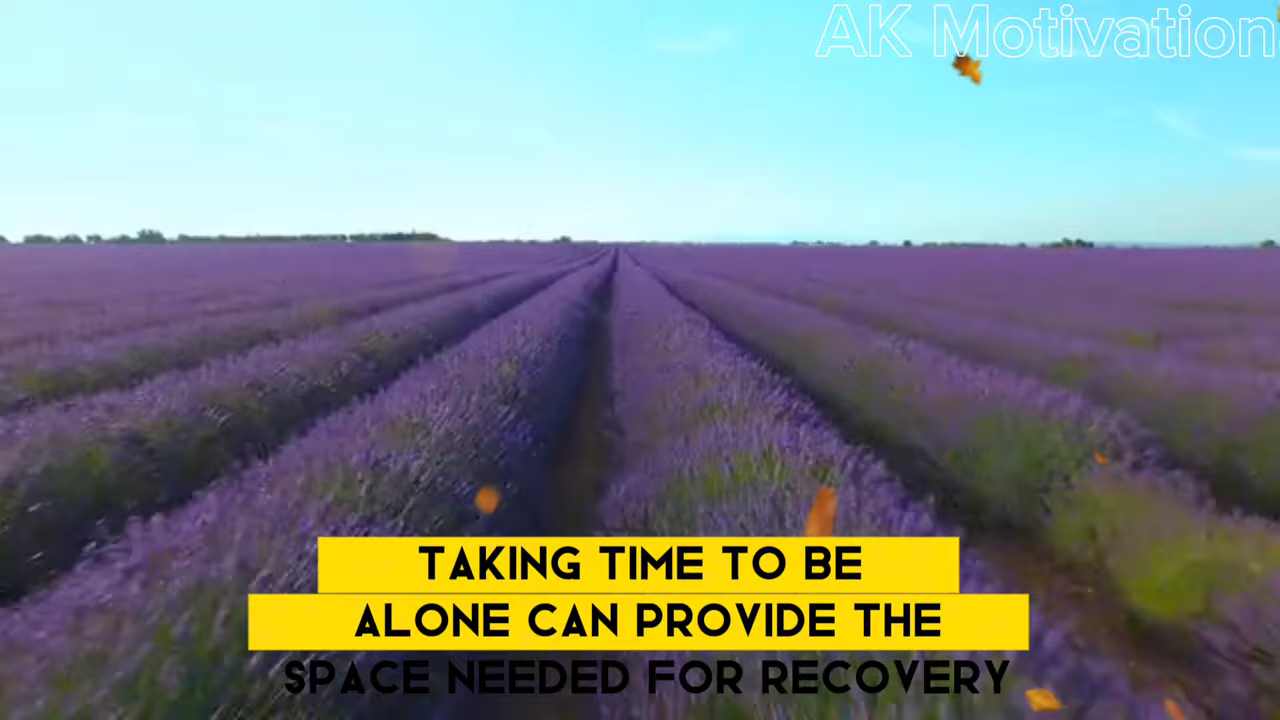 AK Motivation
TAKING TIME TO BE
ALONE CAN PROVIDE THE
SPACE NEEDED FOR RECOVERY